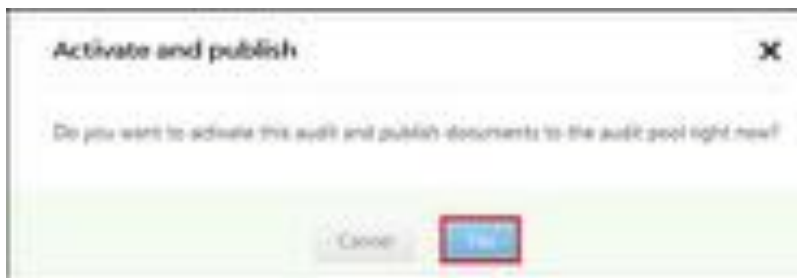 Activate and publish
Do you want to activate this audit and publish documents to the audit pool right now?
Cancel